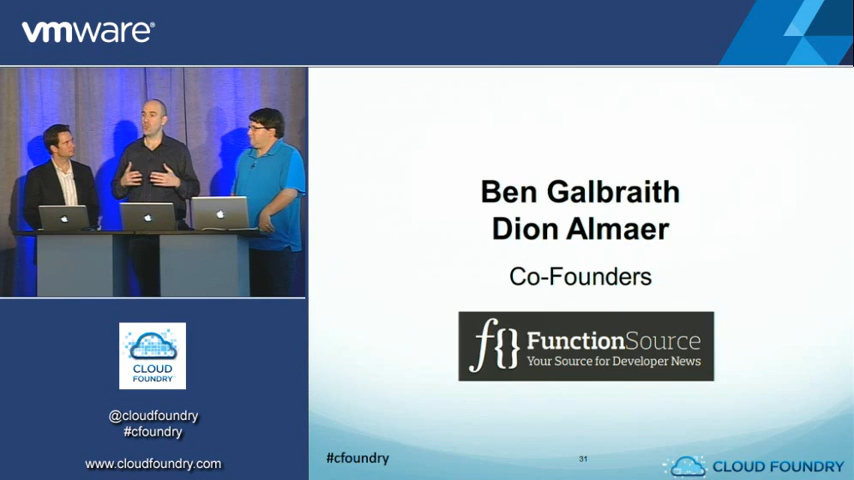 vmware®
Ben Galbraith
Dion Almaer
Co-Founders
f{} FunctionSource
Your Source for Developer News
CLOUD
FOUNDRY
@cloudfoundry
#cfoundry
www.cloudfoundry.com
#cfoundry
31
CLOUD FOUNDRY